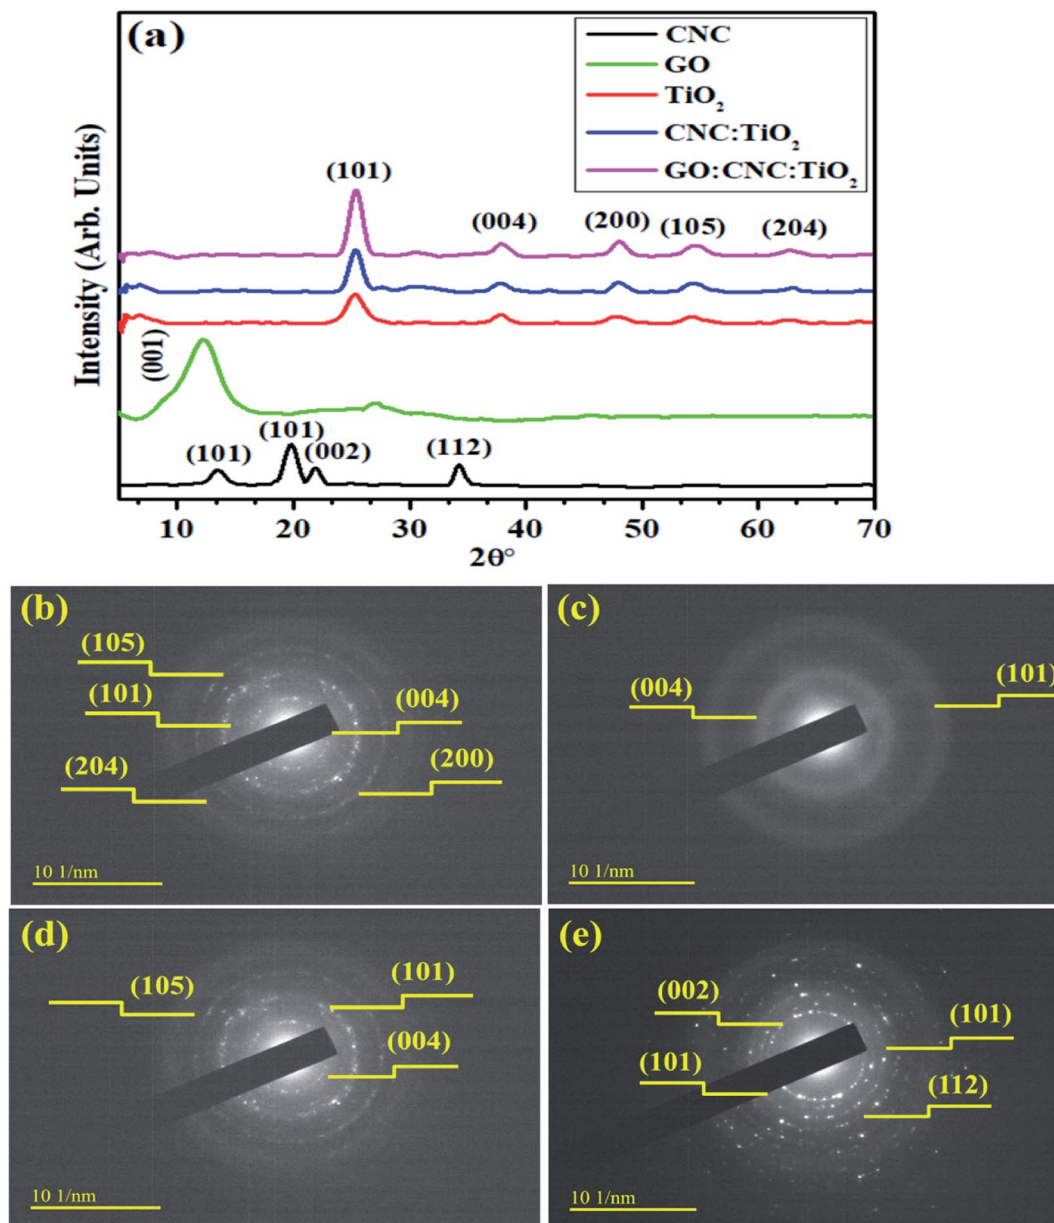 (a)
CNC
GO
TiO₂
CNC:TiO₂
GO:CNC:TiO₂
Intensity (Arb. Units)
(101)
(004)
(200)
(105)
(204)
(001)
(101)
(101)
(002)
(112)
10
20
30
40
50
60
70
2θ°
(b)
(105)
(101)
(004)
(204)
(200)
10 1/nm
(c)
(004)
(101)
10 1/nm
(d)
(105)
(101)
(004)
10 1/nm
(e)
(002)
(101)
(101)
(112)
10 1/nm